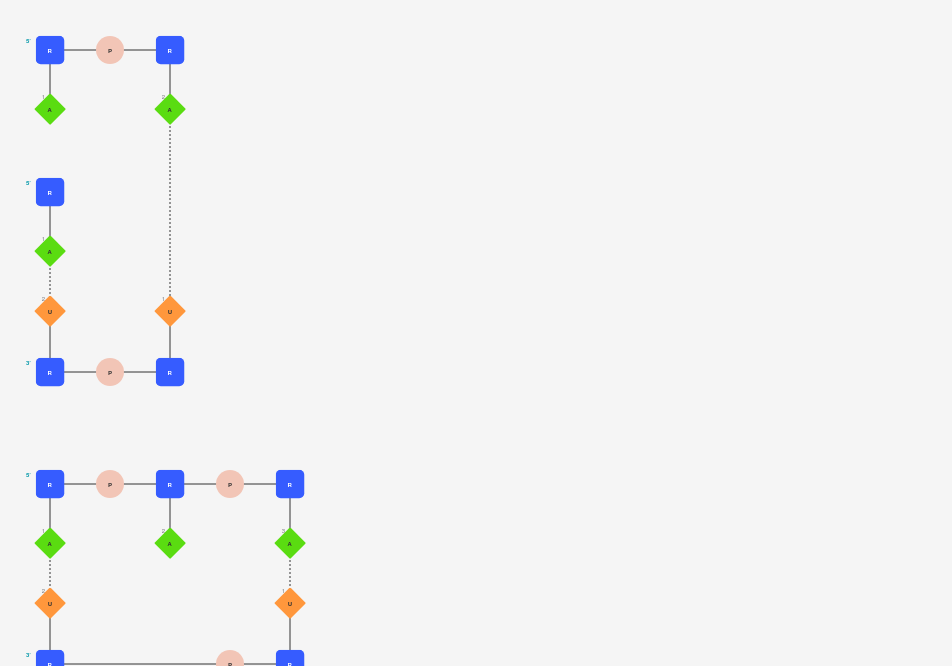 5' R P R
1 2
A A
5' R
1
A
2 1
U U
3' R P R
5' R P R P R
1 2 3
A A A
2 1
U U
3' R P R